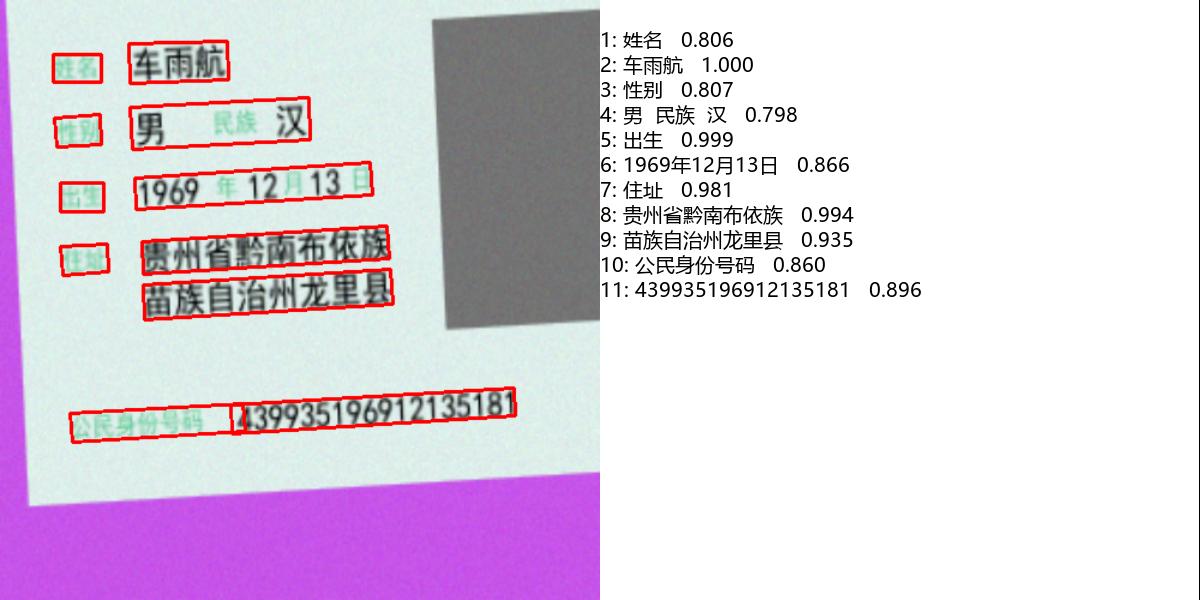 姓名 车雨航
性别 男 民族 汉
出生 1969 年 12 月 13 日
住址 贵州省黔南布依族
苗族自治州龙里县
公民身份号码 439935196912135181
1: 姓名 0.806
2: 车雨航 1.000
3: 性别 0.807
4: 男 民族 汉 0.798
5: 出生 0.999
6: 1969年12月13日 0.866
7: 住址 0.981
8: 贵州省黔南布依族 0.994
9: 苗族自治州龙里县 0.935
10: 公民身份号码 0.860
11: 439935196912135181 0.896